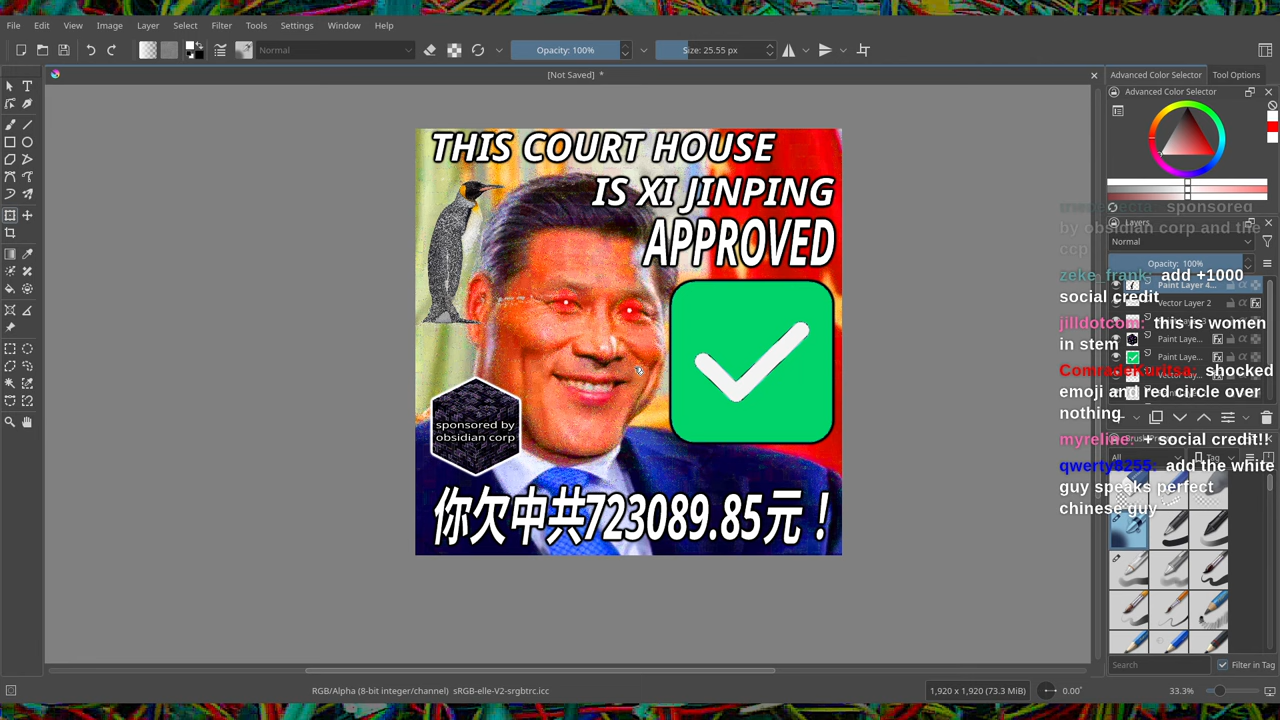 File Edit View Image Layer Select Filter Tools Settings Window Help
Normal
Opacity: 100%
Size: 25.55 px
[Not Saved] *
Advanced Color Selector
Tool Options
Advanced Color Selector
THIS COURT HOUSE
IS XI JINPING
APPROVED
sponsored by
obsidian corp
你欠中共723089.85元！
sponsored
by obsidian corp and the
ccp
zeke_frank: add +1000
social credit
jilldotcom: this is women
in stem
ComradeKuritsa: shocked
emoji and red circle over
nothing
myreline: + social credit!!
qwerty8255: add the white
guy speaks perfect
chinese guy
Layers
Normal
Opacity: 100%
Paint Layer 4...
Vector Layer 2
Paint Laye...
Paint Laye...
All
Tag
Search
Filter in Tag
RGB/Alpha (8-bit integer/channel) sRGB-elle-V2-srgbtrc.icc
1,920 x 1,920 (73.3 MiB)
0.00°
33.3%